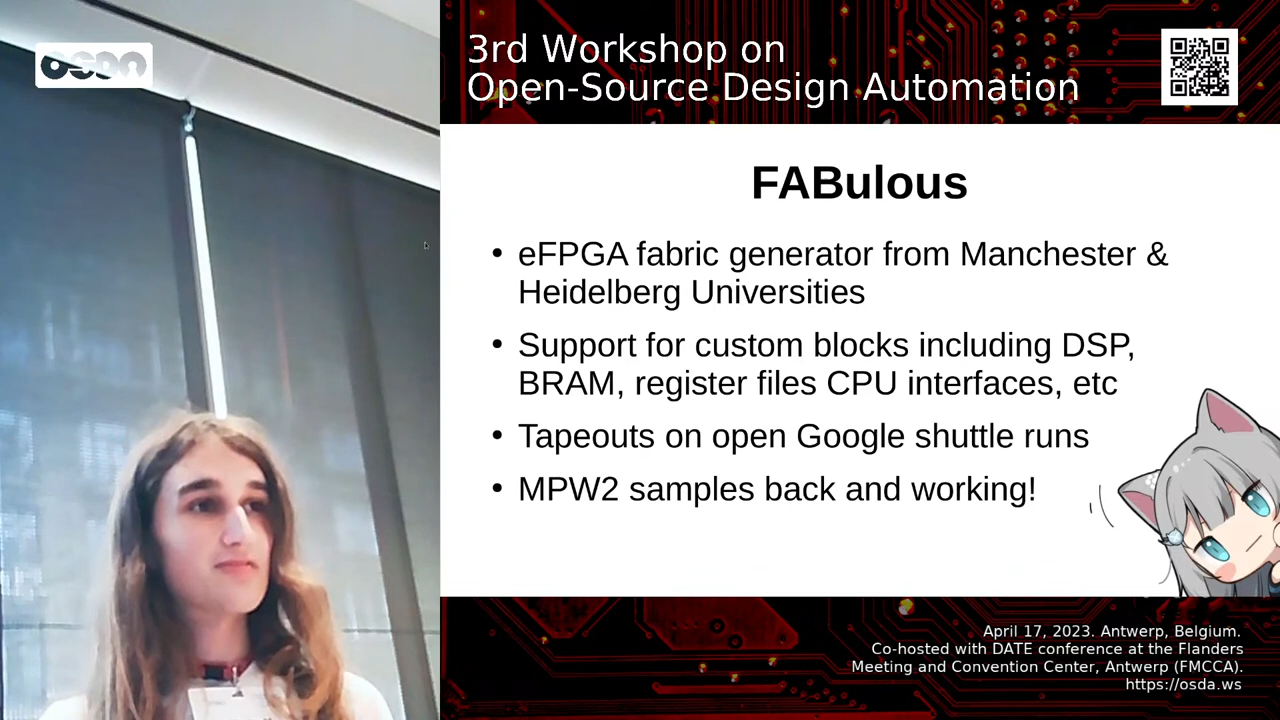 OSDA
3rd Workshop on
Open-Source Design Automation
FABulous
• eFPGA fabric generator from Manchester &
Heidelberg Universities
• Support for custom blocks including DSP,
BRAM, register files CPU interfaces, etc
• Tapeouts on open Google shuttle runs
• MPW2 samples back and working!
April 17, 2023. Antwerp, Belgium.
Co-hosted with DATE conference at the Flanders
Meeting and Convention Center, Antwerp (FMCCA).
https://osda.ws